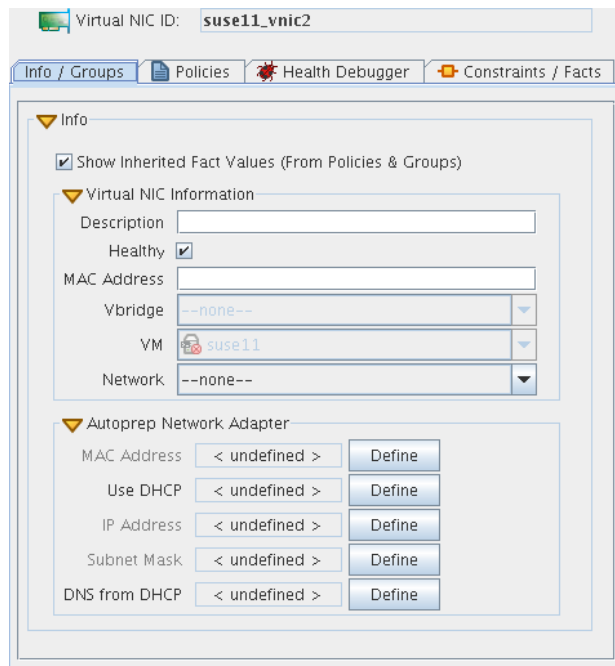 Virtual NIC ID: suse11_vnic2
Info / Groups Policies Health Debugger Constraints / Facts
Info
Show Inherited Fact Values (From Policies & Groups)
Virtual NIC Information
Description
Healthy
MAC Address
Vbridge --none--
VM suse11
Network --none--
Autoprep Network Adapter
MAC Address < undefined > Define
Use DHCP < undefined > Define
IP Address < undefined > Define
Subnet Mask < undefined > Define
DNS from DHCP < undefined > Define